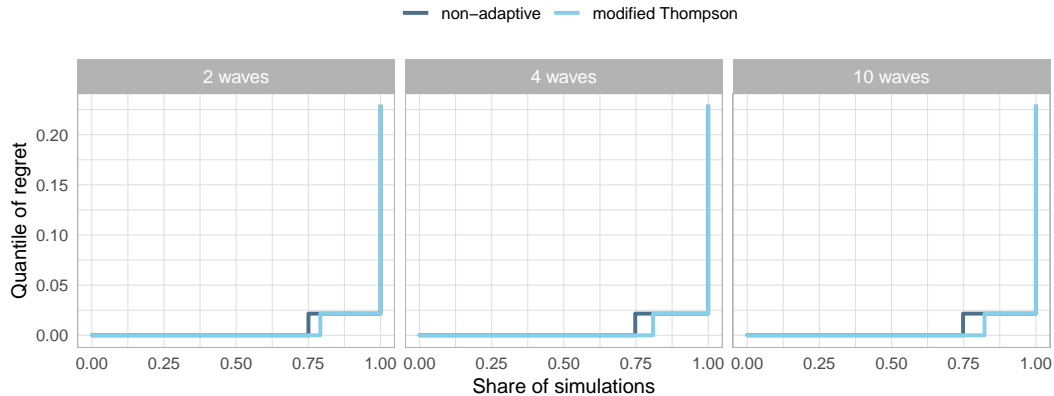 non−adaptive modified Thompson
2 waves 4 waves 10 waves
Quantile of regret
0.20
0.15
0.10
0.05
0.00
0.00 0.25 0.50 0.75 1.00 0.00 0.25 0.50 0.75 1.00 0.00 0.25 0.50 0.75 1.00
Share of simulations